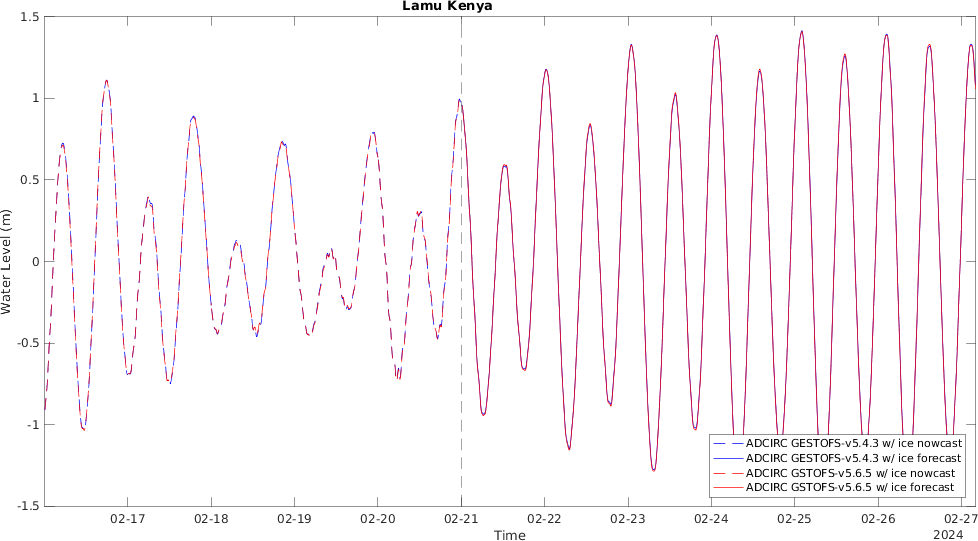 Lamu Kenya
1.5
1
0.5
0
-0.5
-1
-1.5
Water Level (m)
ADCIRC GESTOFS-v5.4.3 w/ ice nowcast
ADCIRC GESTOFS-v5.4.3 w/ ice forecast
ADCIRC GSTOFS-v5.6.5 w/ ice nowcast
ADCIRC GSTOFS-v5.6.5 w/ ice forecast
02-17 02-18 02-19 02-20 02-21 02-22 02-23 02-24 02-25 02-26 02-27
Time
2024